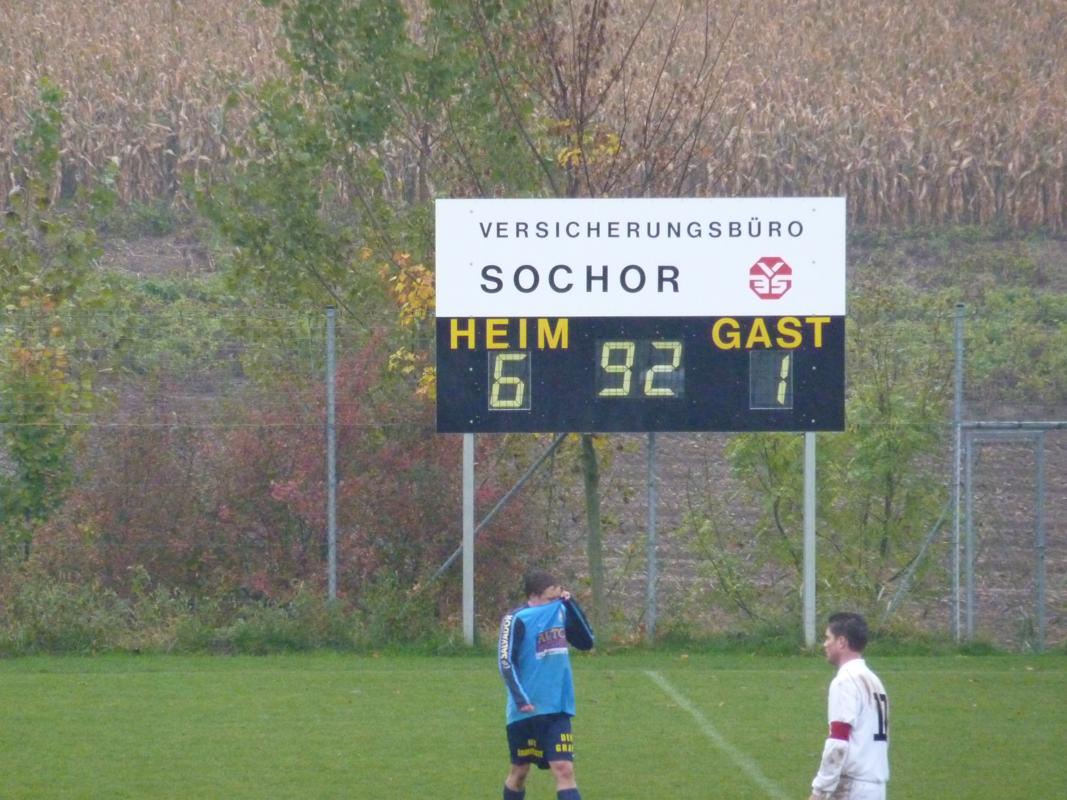 VERSICHERUNGSBÜRO
SOCHOR
HEIM GAST
6 92 1